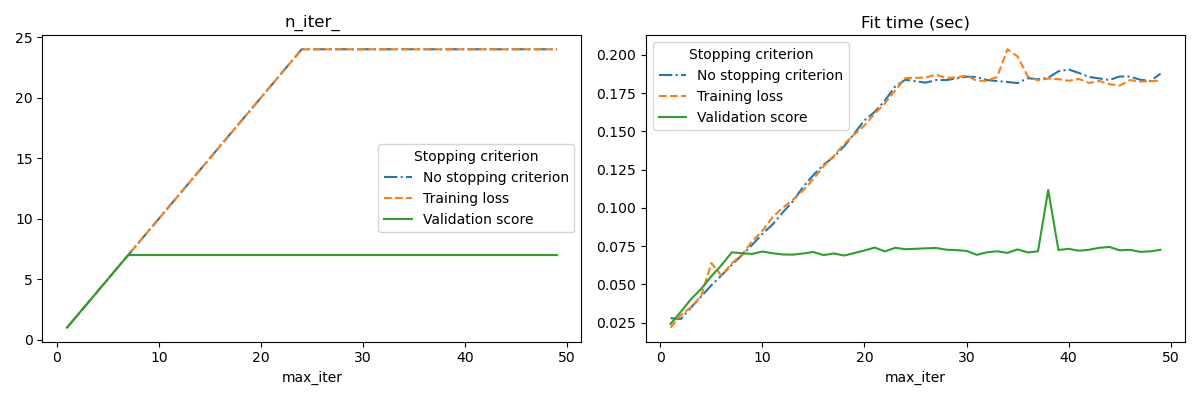 n_iter_
25
20
15
10
5
0
Stopping criterion
No stopping criterion
Training loss
Validation score
0 10 20 30 40 50
max_iter
Fit time (sec)
0.200
0.175
0.150
0.125
0.100
0.075
0.050
0.025
Stopping criterion
No stopping criterion
Training loss
Validation score
0 10 20 30 40 50
max_iter